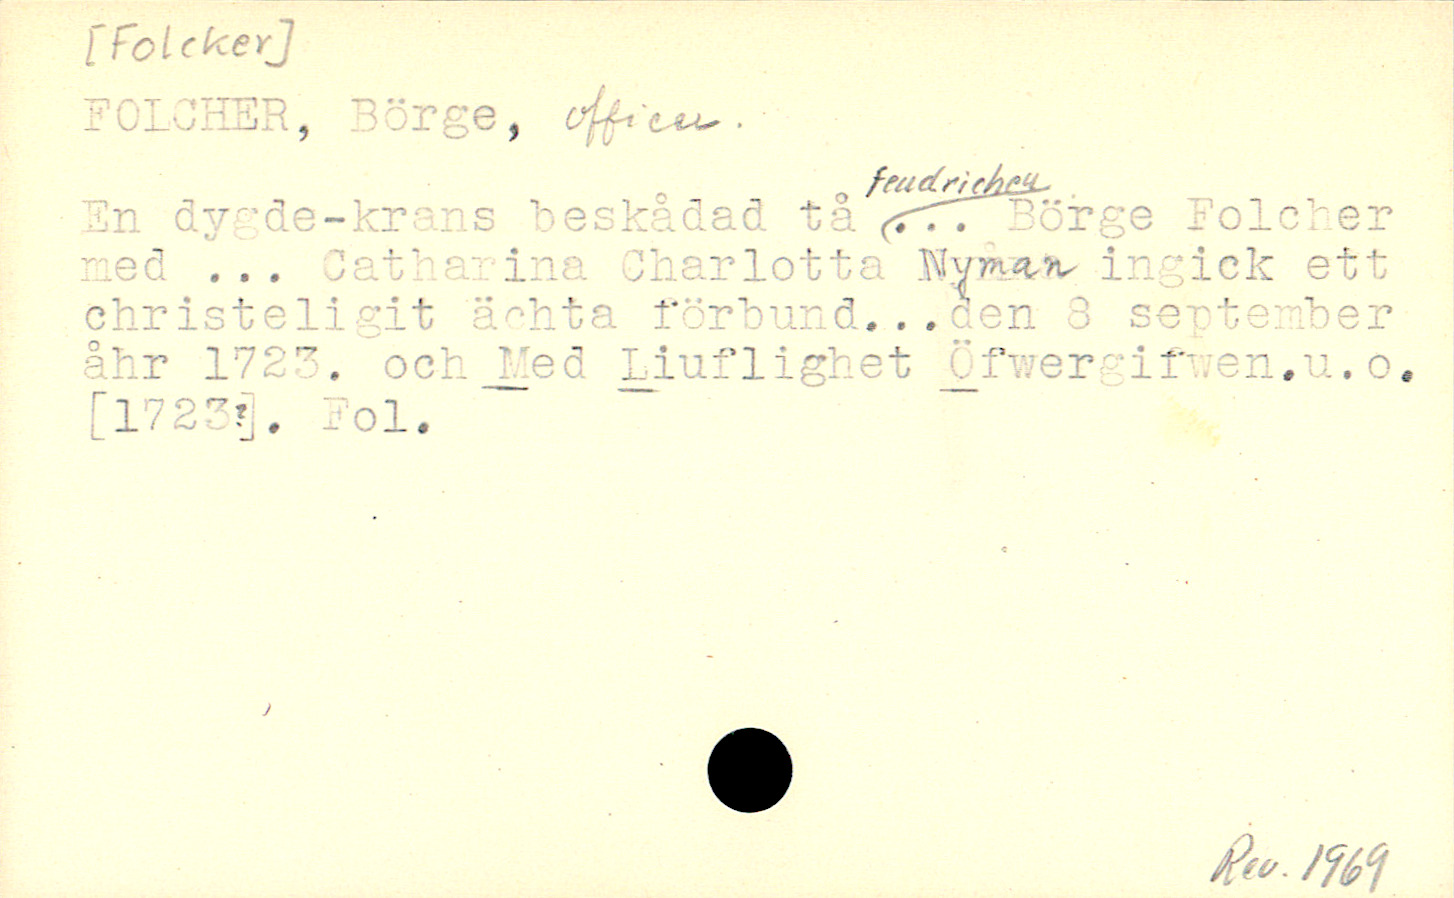 [Folcker]
FOLCHER, Börge, officer.
fendrichen
En dygde-krans beskådad tå ... Börge Folcher
med ... Catharina Charlotta Nyman ingick ett
christeligit ächta förbund...den 8 september
åhr 1723. och Med Liuflighet Öfwergifwen.u.o.
[1723?]. Fol.
Rev. 1969